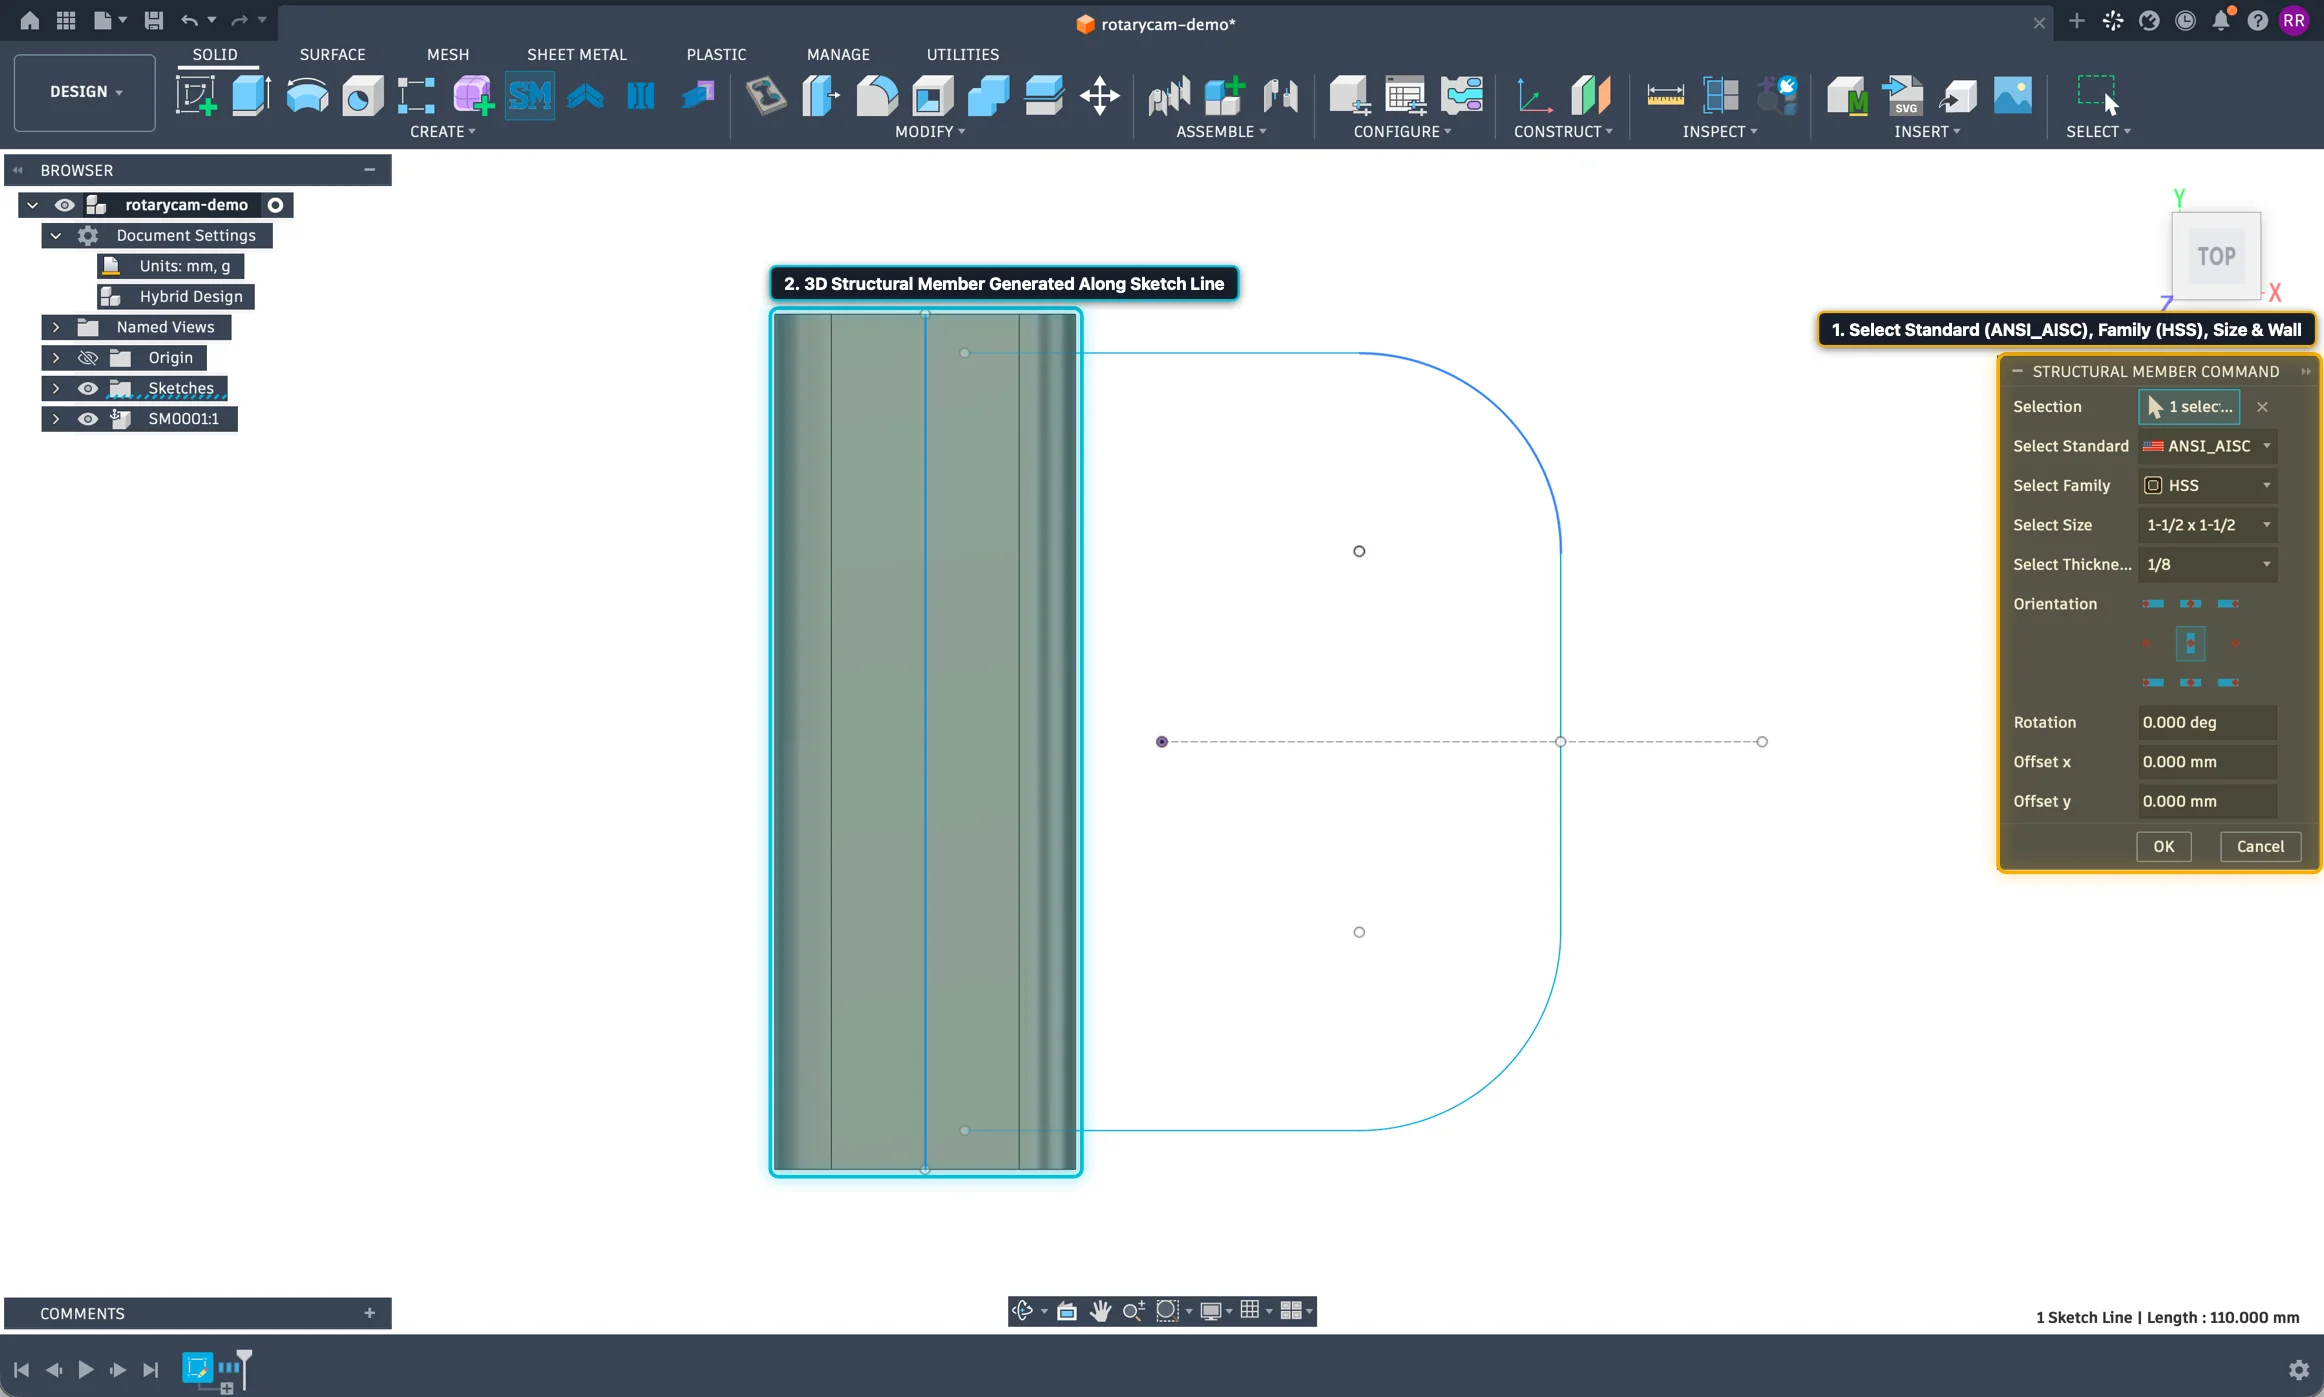 rotarycam-demo*
RR
DESIGN
SOLID
SURFACE
MESH
SHEET METAL
PLASTIC
MANAGE
UTILITIES
SM
M
SVG
CREATE
MODIFY
ASSEMBLE
CONFIGURE
CONSTRUCT
INSPECT
INSERT
SELECT
BROWSER
rotarycam-demo
Document Settings
Units: mm, g
Hybrid Design
Named Views
Origin
Sketches
SM0001:1
2. 3D Structural Member Generated Along Sketch Line
Y
TOP
Z
X
1. Select Standard (ANSI_AISC), Family (HSS), Size & Wall
STRUCTURAL MEMBER COMMAND
Selection 1 selec...
Select Standard ANSI_AISC
Select Family HSS
Select Size 1-1/2 x 1-1/2
Select Thickne... 1/8
Orientation
Rotation 0.000 deg
Offset x 0.000 mm
Offset y 0.000 mm
OK Cancel
COMMENTS
1 Sketch Line | Length : 110.000 mm